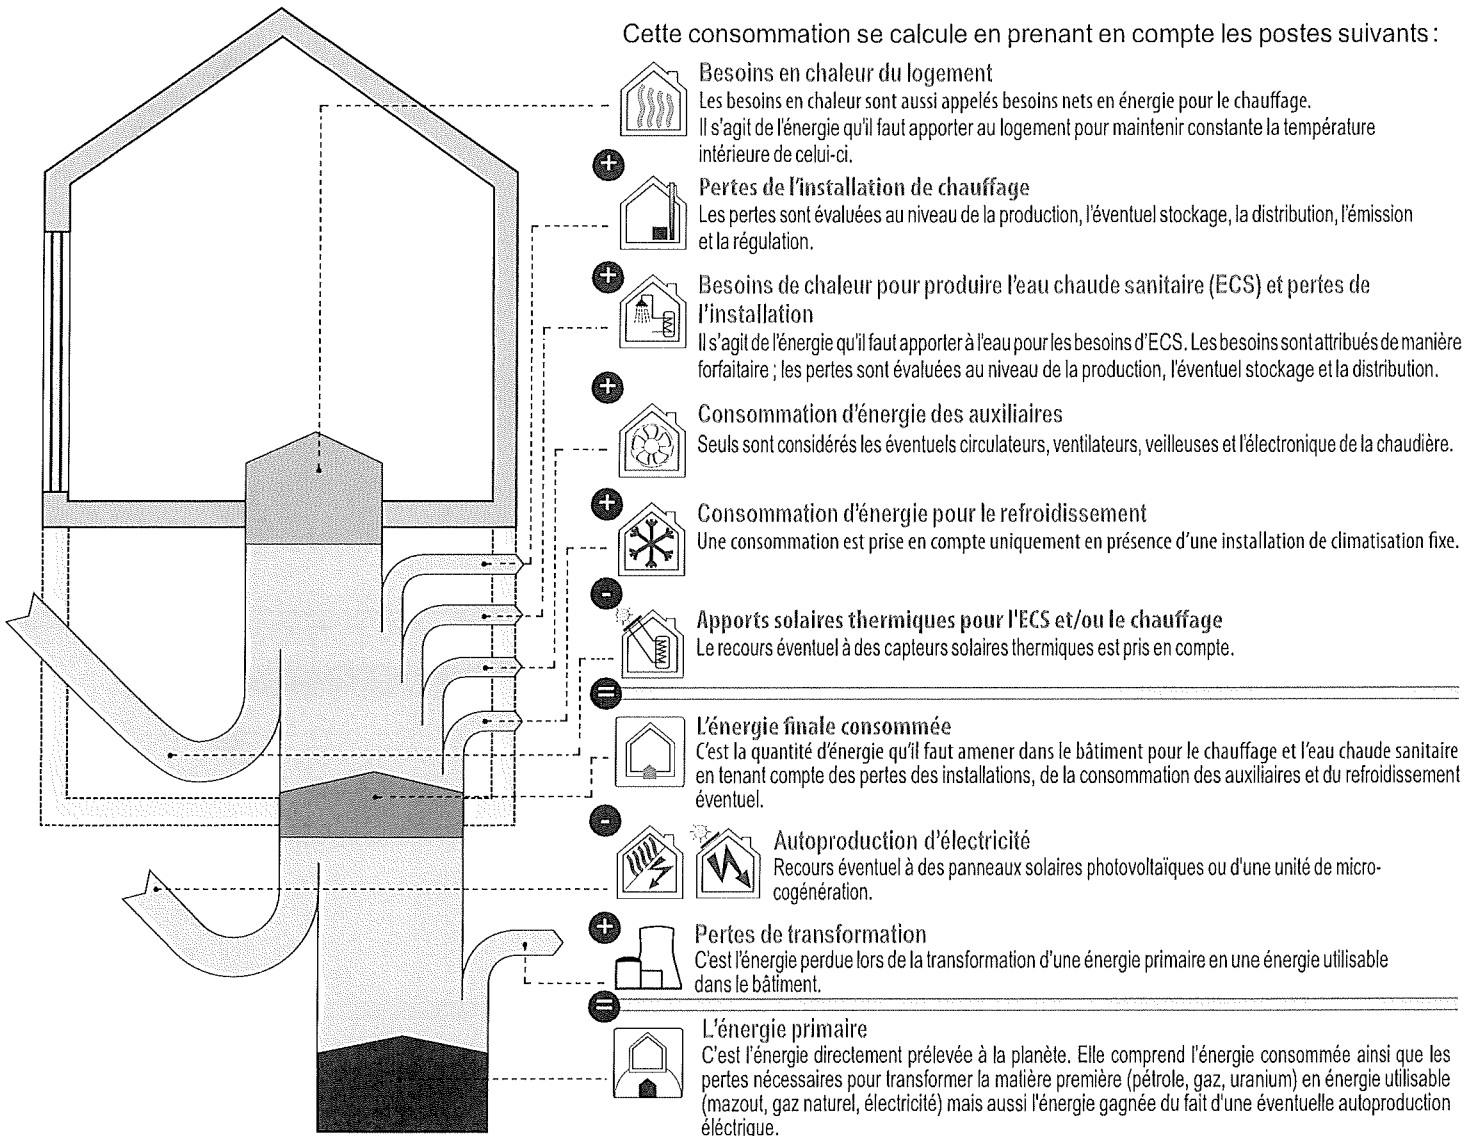 Cette consommation se calcule en prenant en compte les postes suivants :
Besoins en chaleur du logement
Les besoins en chaleur sont aussi appelés besoins nets en énergie pour le chauffage.
Il s'agit de l'énergie qu'il faut apporter au logement pour maintenir constante la température
intérieure de celui-ci.
+
Pertes de l'installation de chauffage
Les pertes sont évaluées au niveau de la production, l'éventuel stockage, la distribution, l'émission
et la régulation.
+
Besoins de chaleur pour produire l'eau chaude sanitaire (ECS) et pertes de
l'installation
Il s'agit de l'énergie qu'il faut apporter à l'eau pour les besoins d'ECS. Les besoins sont attribués de manière
forfaitaire ; les pertes sont évaluées au niveau de la production, l'éventuel stockage et la distribution.
+
Consommation d'énergie des auxiliaires
Seuls sont considérés les éventuels circulateurs, ventilateurs, veilleuses et l'électronique de la chaudière.
+
Consommation d'énergie pour le refroidissement
Une consommation est prise en compte uniquement en présence d'une installation de climatisation fixe.
-
Apports solaires thermiques pour l'ECS et/ou le chauffage
Le recours éventuel à des capteurs solaires thermiques est pris en compte.
=
L'énergie finale consommée
C'est la quantité d'énergie qu'il faut amener dans le bâtiment pour le chauffage et l'eau chaude sanitaire
en tenant compte des pertes des installations, de la consommation des auxiliaires et du refroidissement
éventuel.
-
Autoproduction d'électricité
Recours éventuel à des panneaux solaires photovoltaïques ou d'une unité de micro-
cogénération.
+
Pertes de transformation
C'est l'énergie perdue lors de la transformation d'une énergie primaire en une énergie utilisable
dans le bâtiment.
=
L'énergie primaire
C'est l'énergie directement prélevée à la planète. Elle comprend l'énergie consommée ainsi que les
pertes nécessaires pour transformer la matière première (pétrole, gaz, uranium) en énergie utilisable
(mazout, gaz naturel, électricité) mais aussi l'énergie gagnée du fait d'une éventuelle autoproduction
éléctrique.